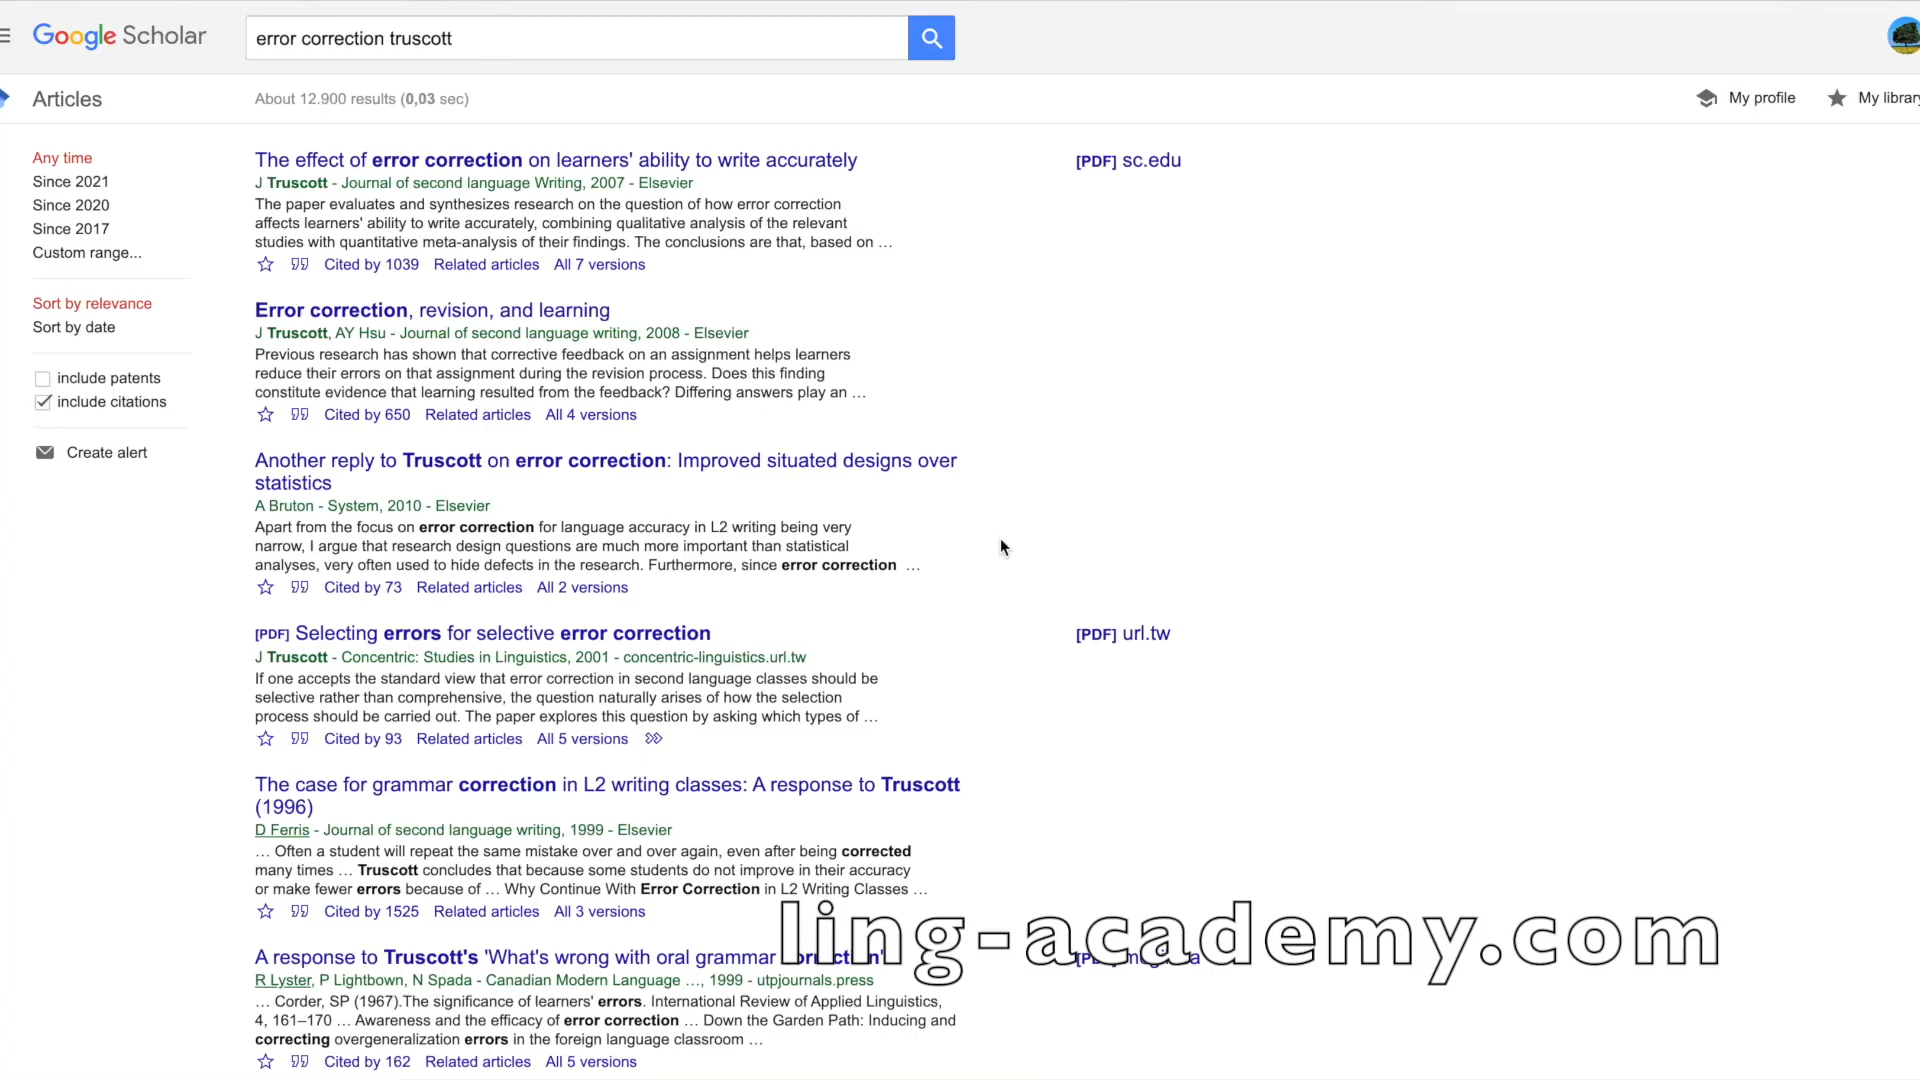 Google Scholar
error correction truscott
Articles
About 12.900 results (0,03 sec)
My profile
My library
Any time
Since 2021
Since 2020
Since 2017
Custom range...
Sort by relevance
Sort by date
include patents
include citations
Create alert
The effect of error correction on learners' ability to write accurately
[PDF] sc.edu
J Truscott - Journal of second language Writing, 2007 - Elsevier
The paper evaluates and synthesizes research on the question of how error correction
affects learners' ability to write accurately, combining qualitative analysis of the relevant
studies with quantitative meta-analysis of their findings. The conclusions are that, based on …
Cited by 1039 Related articles All 7 versions
Error correction, revision, and learning
J Truscott, AY Hsu - Journal of second language writing, 2008 - Elsevier
Previous research has shown that corrective feedback on an assignment helps learners
reduce their errors on that assignment during the revision process. Does this finding
constitute evidence that learning resulted from the feedback? Differing answers play an …
Cited by 650 Related articles All 4 versions
Another reply to Truscott on error correction: Improved situated designs over
statistics
A Bruton - System, 2010 - Elsevier
Apart from the focus on error correction for language accuracy in L2 writing being very
narrow, I argue that research design questions are much more important than statistical
analyses, very often used to hide defects in the research. Furthermore, since error correction …
Cited by 73 Related articles All 2 versions
[PDF] Selecting errors for selective error correction
[PDF] url.tw
J Truscott - Concentric: Studies in Linguistics, 2001 - concentric-linguistics.url.tw
If one accepts the standard view that error correction in second language classes should be
selective rather than comprehensive, the question naturally arises of how the selection
process should be carried out. The paper explores this question by asking which types of …
Cited by 93 Related articles All 5 versions
The case for grammar correction in L2 writing classes: A response to Truscott
(1996)
D Ferris - Journal of second language writing, 1999 - Elsevier
… Often a student will repeat the same mistake over and over again, even after being corrected
many times … Truscott concludes that because some students do not improve in their accuracy
or make fewer errors because of … Why Continue With Error Correction in L2 Writing Classes …
Cited by 1525 Related articles All 3 versions
A response to Truscott's 'What's wrong with oral grammar correction'
ling-academy.com
R Lyster, P Lightbown, N Spada - Canadian Modern Language …, 1999 - utpjournals.press
… Corder, SP (1967).The significance of learners' errors. International Review of Applied Linguistics,
4, 161–170 … Awareness and the efficacy of error correction … Down the Garden Path: Inducing and
correcting overgeneralization errors in the foreign language classroom …
Cited by 162 Related articles All 5 versions